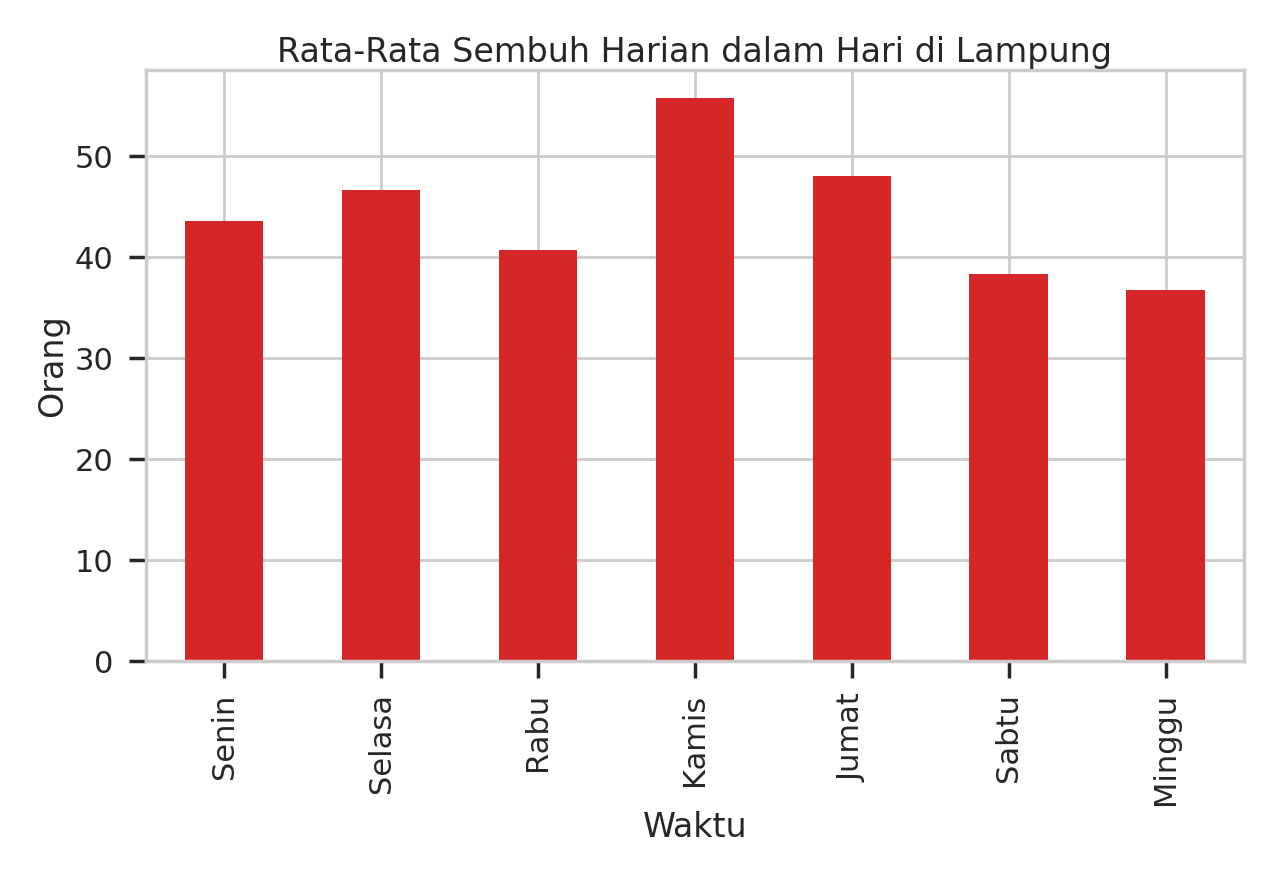 Rata-Rata Sembuh Harian dalam Hari di Lampung
Orang
50
40
30
20
10
0
Senin
Selasa
Rabu
Kamis
Jumat
Sabtu
Minggu
Waktu